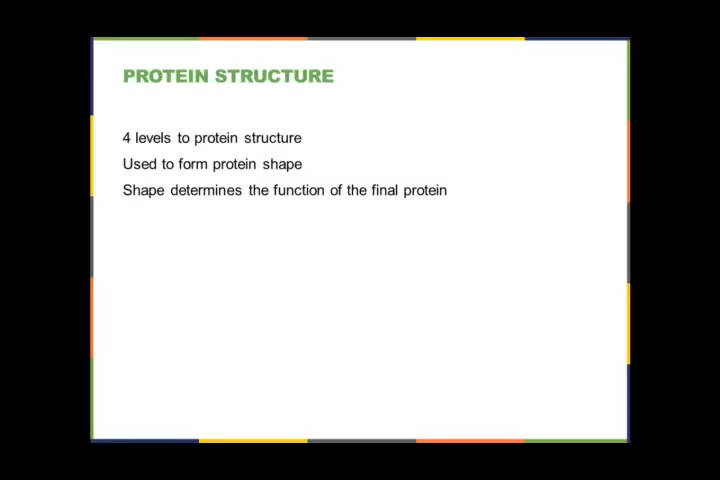 PROTEIN STRUCTURE
4 levels to protein structure
Used to form protein shape
Shape determines the function of the final protein